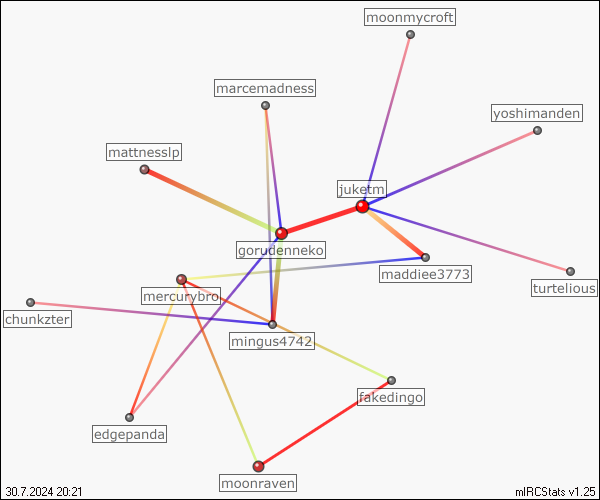 moonmycroft
marcemadness
yoshimanden
mattnesslp
juketm
gorudenneko
maddiee3773
turtelious
mercurybro
chunkzter
mingus4742
fakedingo
edgepanda
moonraven
30.7.2024 20:21
mIRCStats v1.25